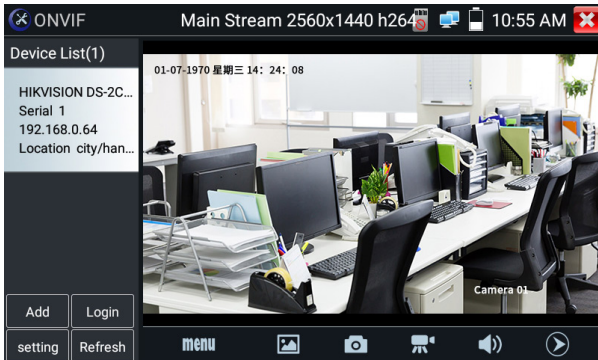 ONVIF
Main Stream 2560x1440 h264
10:55 AM
Device List(1)
HIKVISION DS-2C...
Serial 1
192.168.0.64
Location city/han...
01-07-1970 星期三 14：24：08
Camera 01
Add
Login
setting
Refresh
menu